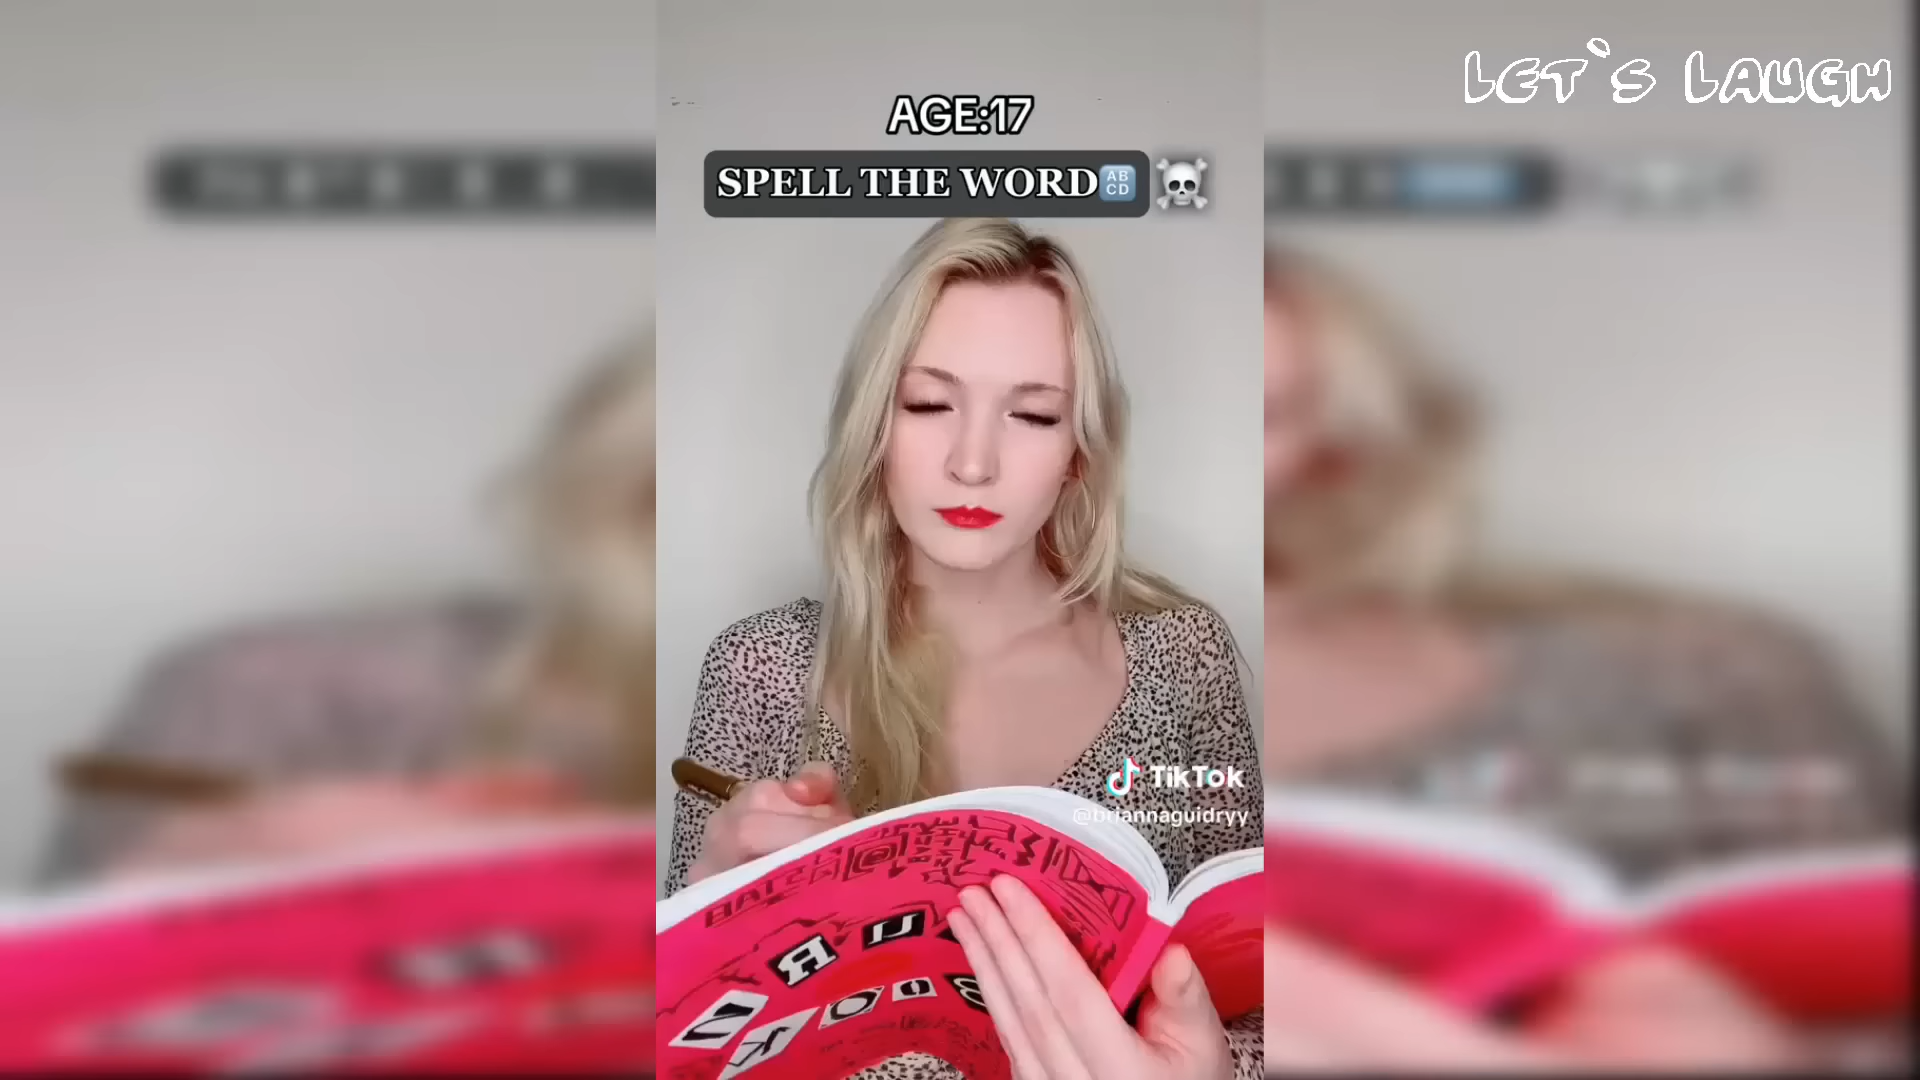 LET`S LAUGH
AGE:17
SPELL THE WORD🔠 ☠️
TikTok
@briannaguidryy